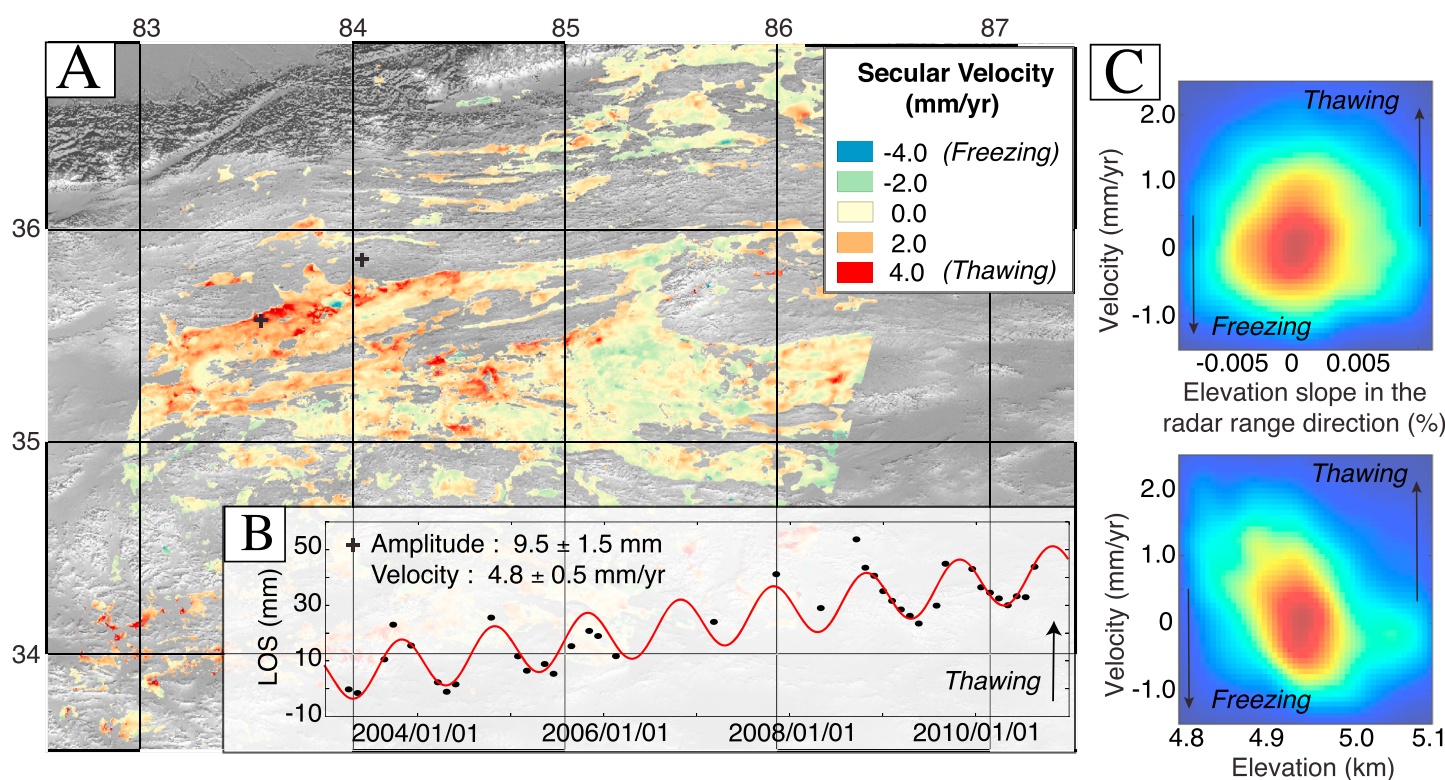 83 84 85 86 87
A
36
35
34
Secular Velocity
(mm/yr)
-4.0 (Freezing)
-2.0
0.0
2.0
4.0 (Thawing)
B
+ Amplitude : 9.5 ± 1.5 mm
Velocity : 4.8 ± 0.5 mm/yr
LOS (mm)
50
30
10
-10
Thawing
2004/01/01 2006/01/01 2008/01/01 2010/01/01
C
Velocity (mm/yr)
2.0
1.0
0
-1.0
Thawing
Freezing
-0.005 0 0.005
Elevation slope in the
radar range direction (%)
Velocity (mm/yr)
2.0
1.0
0
-1.0
Thawing
Freezing
4.8 4.9 5.0 5.1
Elevation (km)